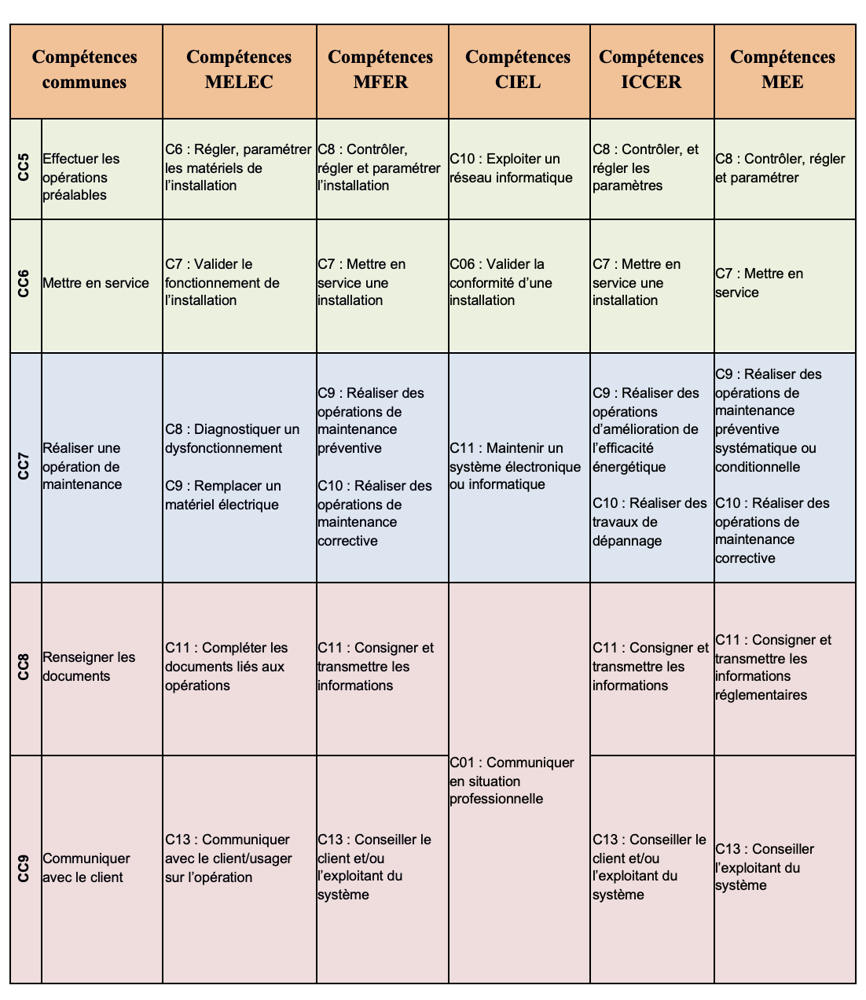 Compétences
communes
Compétences
MELEC
Compétences
MFER
Compétences
CIEL
Compétences
ICCER
Compétences
MEE
CC5
Effectuer les
opérations
préalables
C6 : Régler, paramétrer
les matériels de
l’installation
C8 : Contrôler,
régler et paramétrer
l’installation
C10 : Exploiter un
réseau informatique
C8 : Contrôler, et
régler les
paramètres
C8 : Contrôler, régler
et paramétrer
CC6
Mettre en service
C7 : Valider le
fonctionnement de
l’installation
C7 : Mettre en
service une
installation
C06 : Valider la
conformité d’une
installation
C7 : Mettre en
service une
installation
C7 : Mettre en
service
CC7
Réaliser une
opération de
maintenance
C8 : Diagnostiquer un
dysfonctionnement
C9 : Remplacer un
matériel électrique
C9 : Réaliser des
opérations de
maintenance
préventive
C10 : Réaliser des
opérations de
maintenance
corrective
C11 : Maintenir un
système électronique
ou informatique
C9 : Réaliser des
opérations
d’amélioration de
l’efficacité
énergétique
C10 : Réaliser des
travaux de
dépannage
C9 : Réaliser des
opérations de
maintenance
préventive
systématique ou
conditionnelle
C10 : Réaliser des
opérations de
maintenance
corrective
CC8
Renseigner les
documents
C11 : Compléter les
documents liés aux
opérations
C11 : Consigner et
transmettre les
informations
C01 : Communiquer
en situation
professionnelle
C11 : Consigner et
transmettre les
informations
C11 : Consigner et
transmettre les
informations
réglementaires
CC9
Communiquer
avec le client
C13 : Communiquer
avec le client/usager
sur l’opération
C13 : Conseiller le
client et/ou
l’exploitant du
système
C13 : Conseiller le
client et/ou
l’exploitant du
système
C13 : Conseiller
l’exploitant du
système